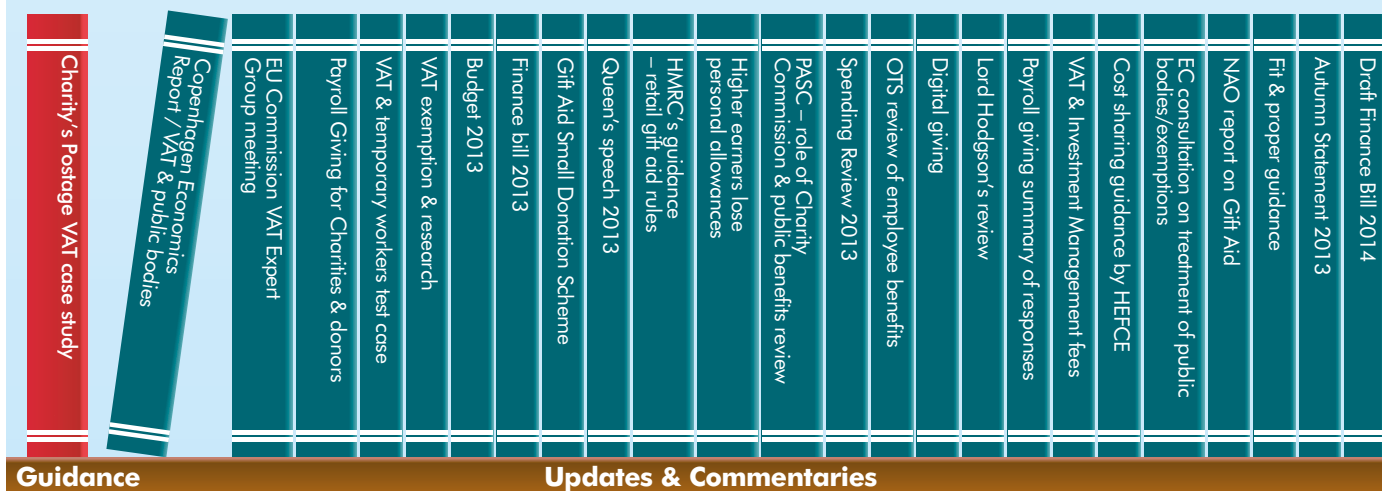 Charity's Postage VAT case study
Copenhagen Economics
Report / VAT & public bodies
EU Commission VAT Expert
Group meeting
Payroll Giving for Charities & donors
VAT & temporary workers test case
VAT exemption & research
Budget 2013
Finance bill 2013
Gift Aid Small Donation Scheme
Queen's speech 2013
HMRC's guidance
– retail gift aid rules
Higher earners lose
personal allowances
PASC – role of Charity
Commission & public benefits review
Spending Review 2013
OTS review of employee benefits
Digital giving
Lord Hodgson's review
Payroll giving summary of responses
VAT & Investment Management fees
Cost sharing guidance by HEFCE
EC consultation on treatment of public
bodies/exemptions
NAO report on Gift Aid
Fit & proper guidance
Autumn Statement 2013
Draft Finance Bill 2014
Guidance
Updates & Commentaries